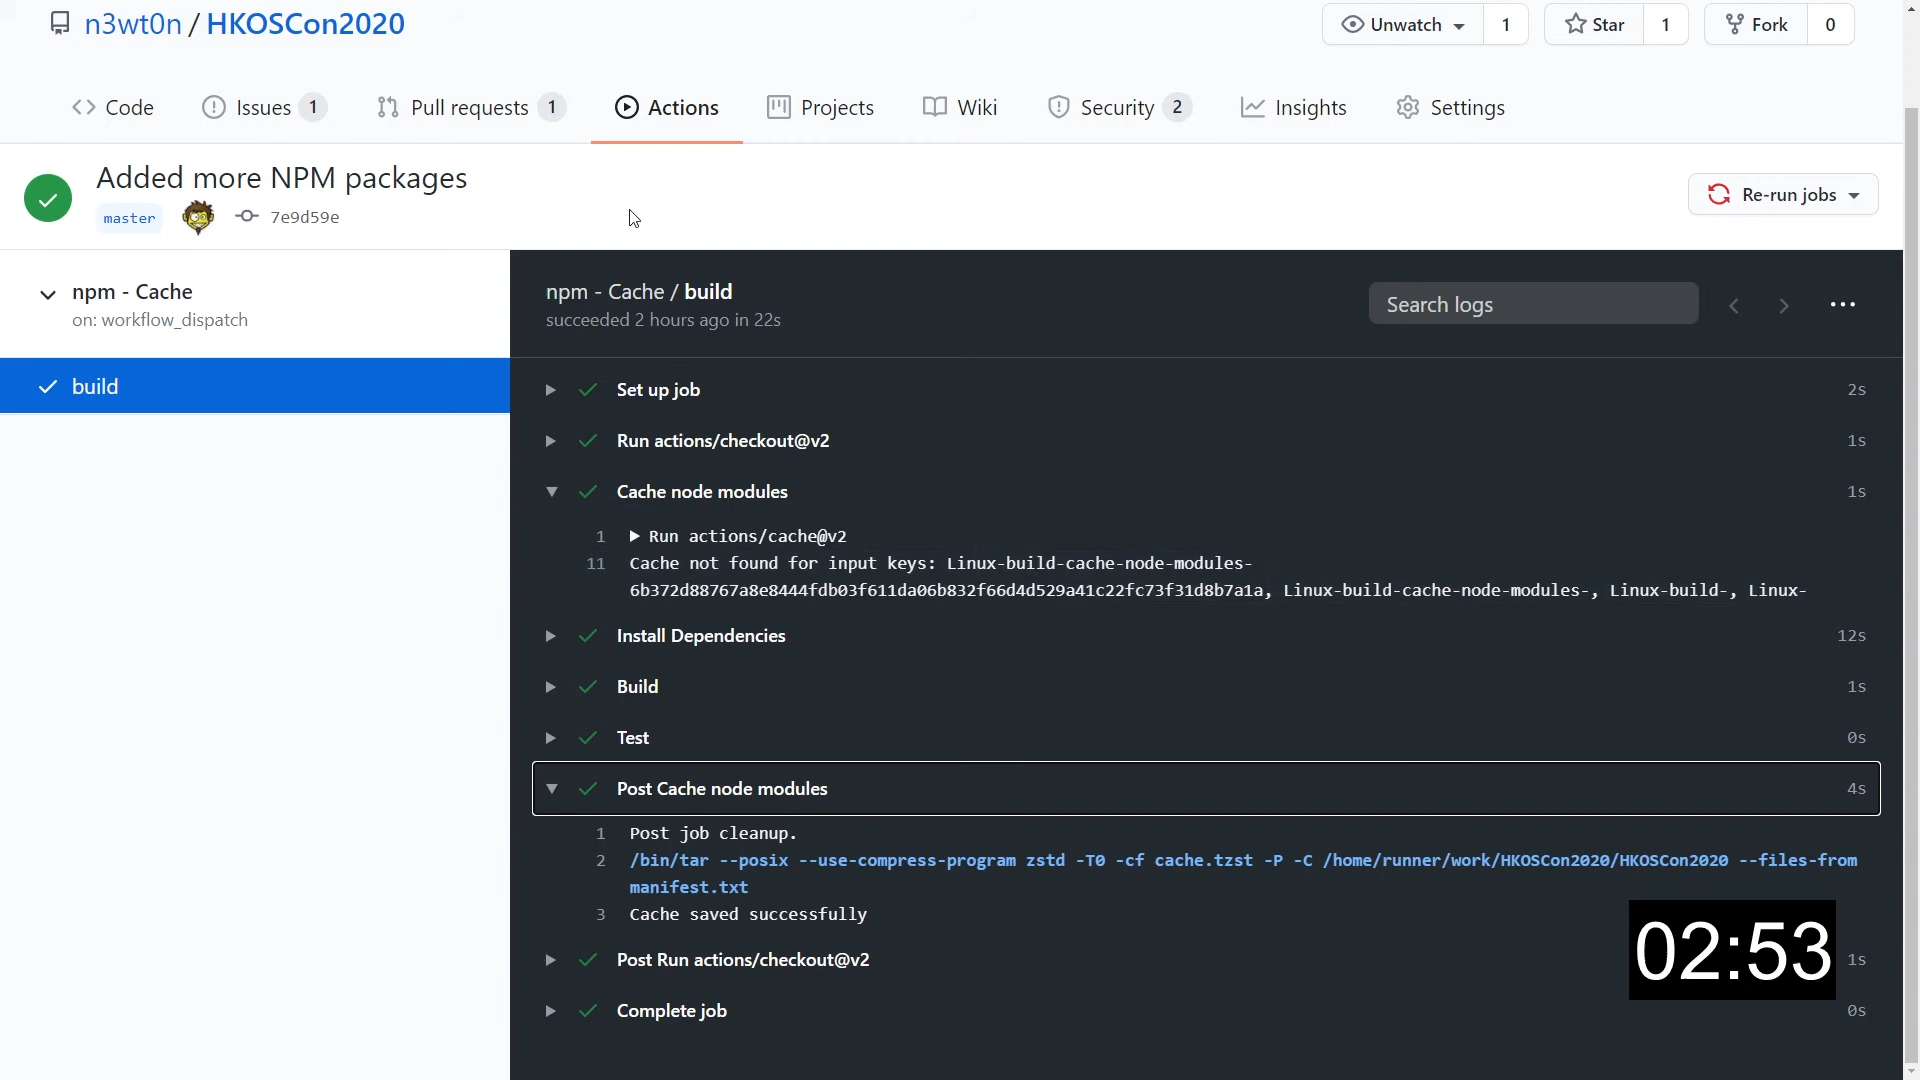 n3wt0n / HKOSCon2020
Unwatch 1
Star 1
Fork 0
Code
Issues 1
Pull requests 1
Actions
Projects
Wiki
Security 2
Insights
Settings
Added more NPM packages
master 7e9d59e
Re-run jobs
npm - Cache
on: workflow_dispatch
build
npm - Cache / build
succeeded 2 hours ago in 22s
Search logs
Set up job 2s
Run actions/checkout@v2 1s
Cache node modules 1s
1 Run actions/cache@v2
11 Cache not found for input keys: Linux-build-cache-node-modules-
6b372d88767a8e8444fdb03f611da06b832f66d4d529a41c22fc73f31d8b7a1a, Linux-build-cache-node-modules-, Linux-build-, Linux-
Install Dependencies 12s
Build 1s
Test 0s
Post Cache node modules 4s
1 Post job cleanup.
2 /bin/tar --posix --use-compress-program zstd -T0 -cf cache.tzst -P -C /home/runner/work/HKOSCon2020/HKOSCon2020 --files-from
manifest.txt
3 Cache saved successfully
02:53
Post Run actions/checkout@v2 1s
Complete job 0s